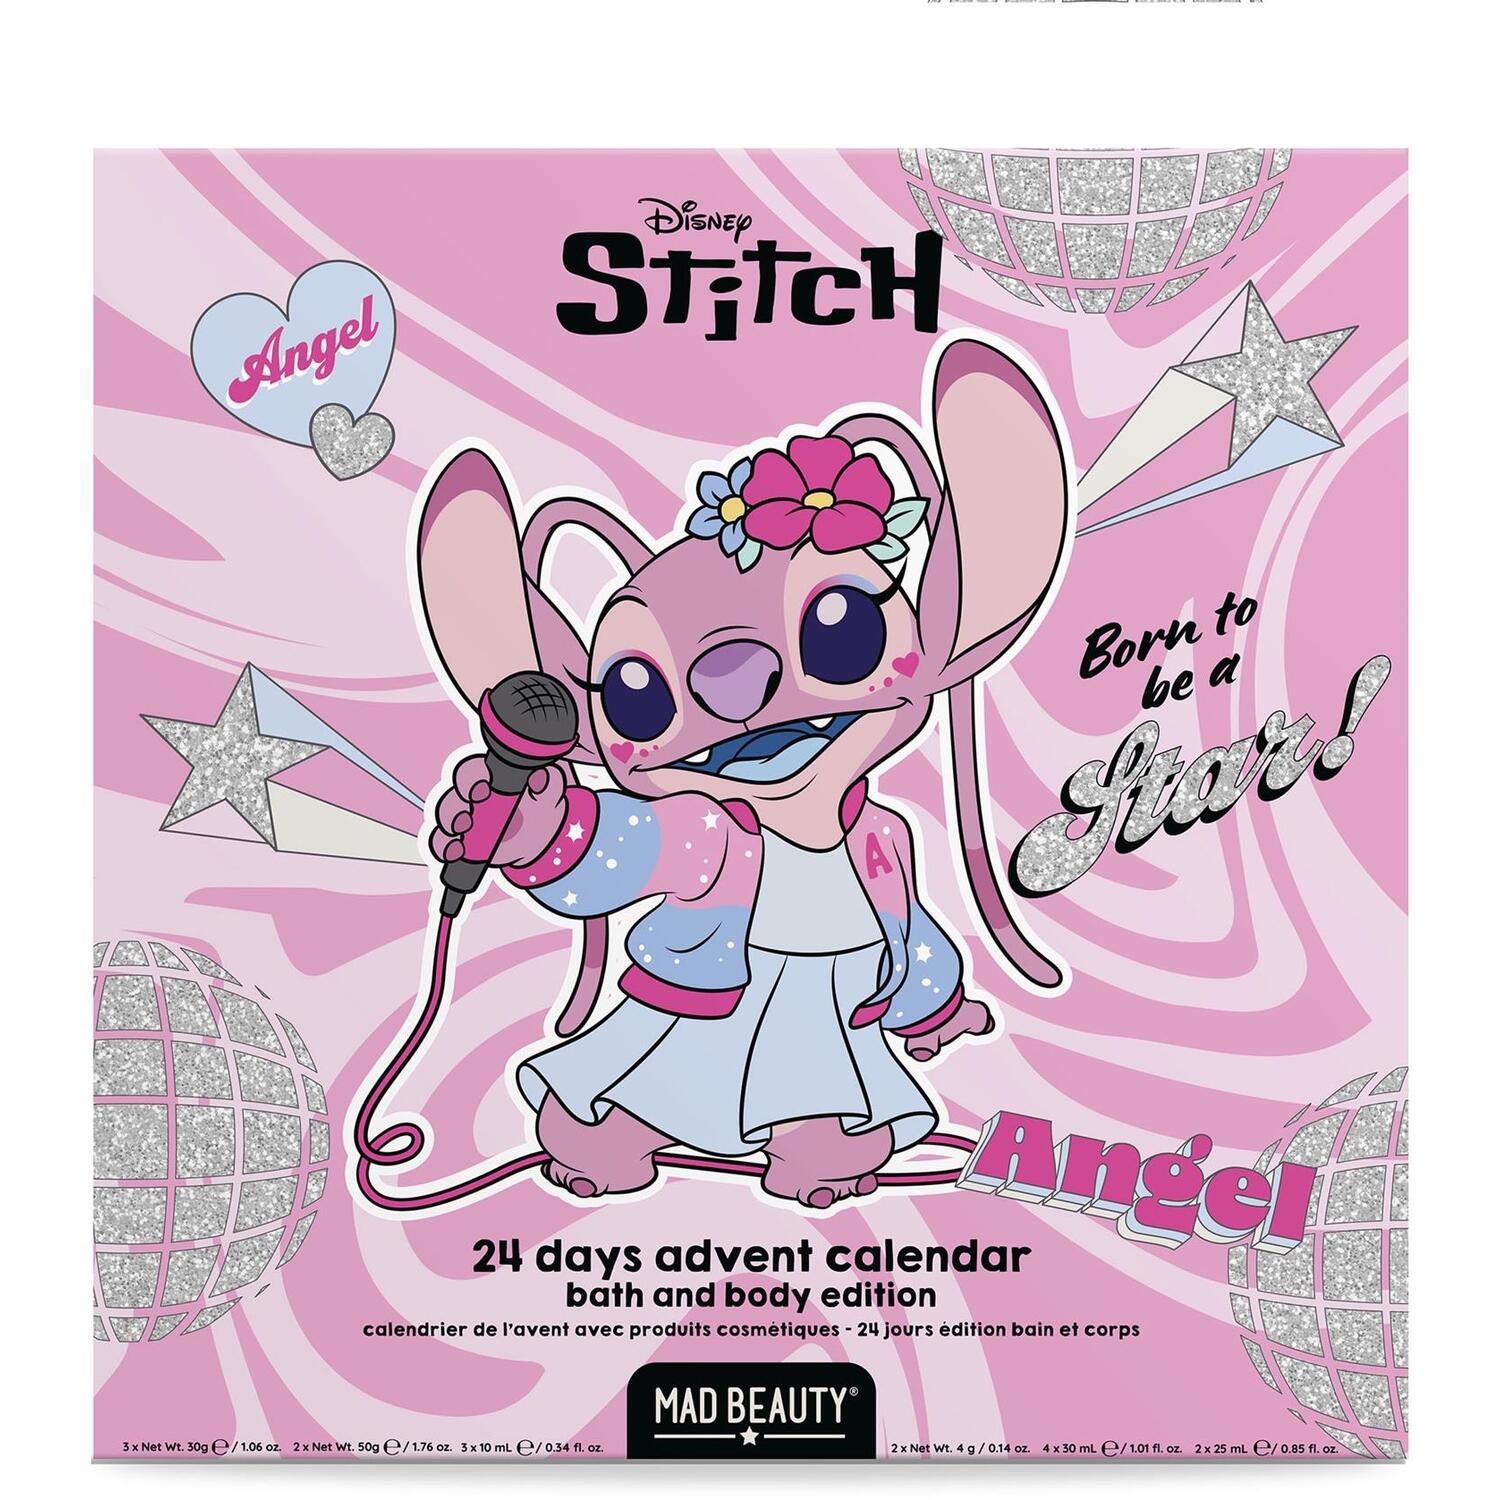 Disney
Stitch
Angel
Born to
be a
Star!
A
Angel
24 days advent calendar
bath and body edition
calendrier de l'avent avec produits cosmétiques - 24 jours édition bain et corps
MAD BEAUTY®
3 x Net Wt. 30g ℮ / 1.06 oz. 2 x Net Wt. 50g ℮ / 1.76 oz. 3 x 10 mL ℮ / 0.34 fl. oz.
2 x Net Wt. 4 g / 0.14 oz. 4 x 30 mL ℮ / 1.01 fl. oz. 2 x 25 mL ℮ / 0.85 fl. oz.